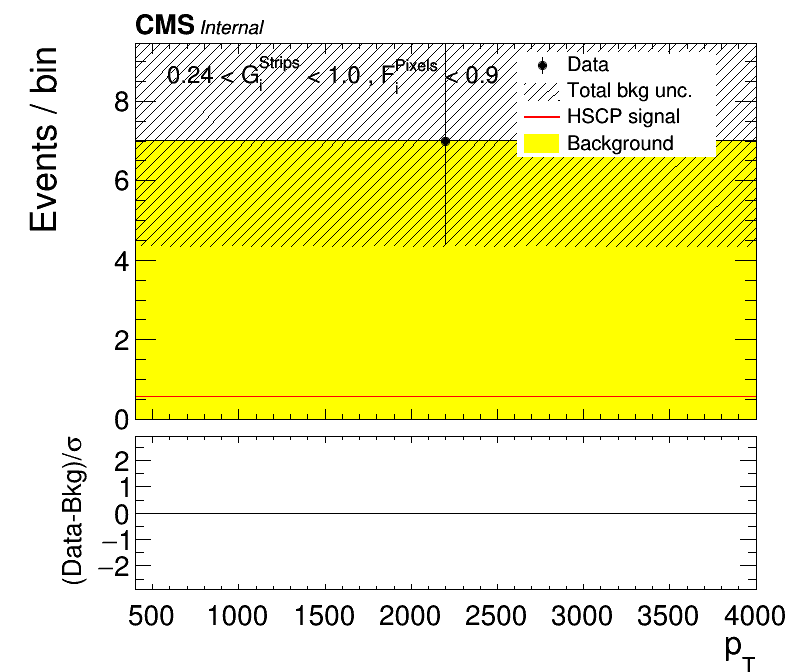 CMS Internal
0.24 < G_i^Strips < 1.0 , F_i^Pixels < 0.9
Data
Total bkg unc.
HSCP signal
Background
Events / bin
8
6
4
2
0
(Data-Bkg)/σ
2
1
0
−1
−2
500 1000 1500 2000 2500 3000 3500 4000
p_T